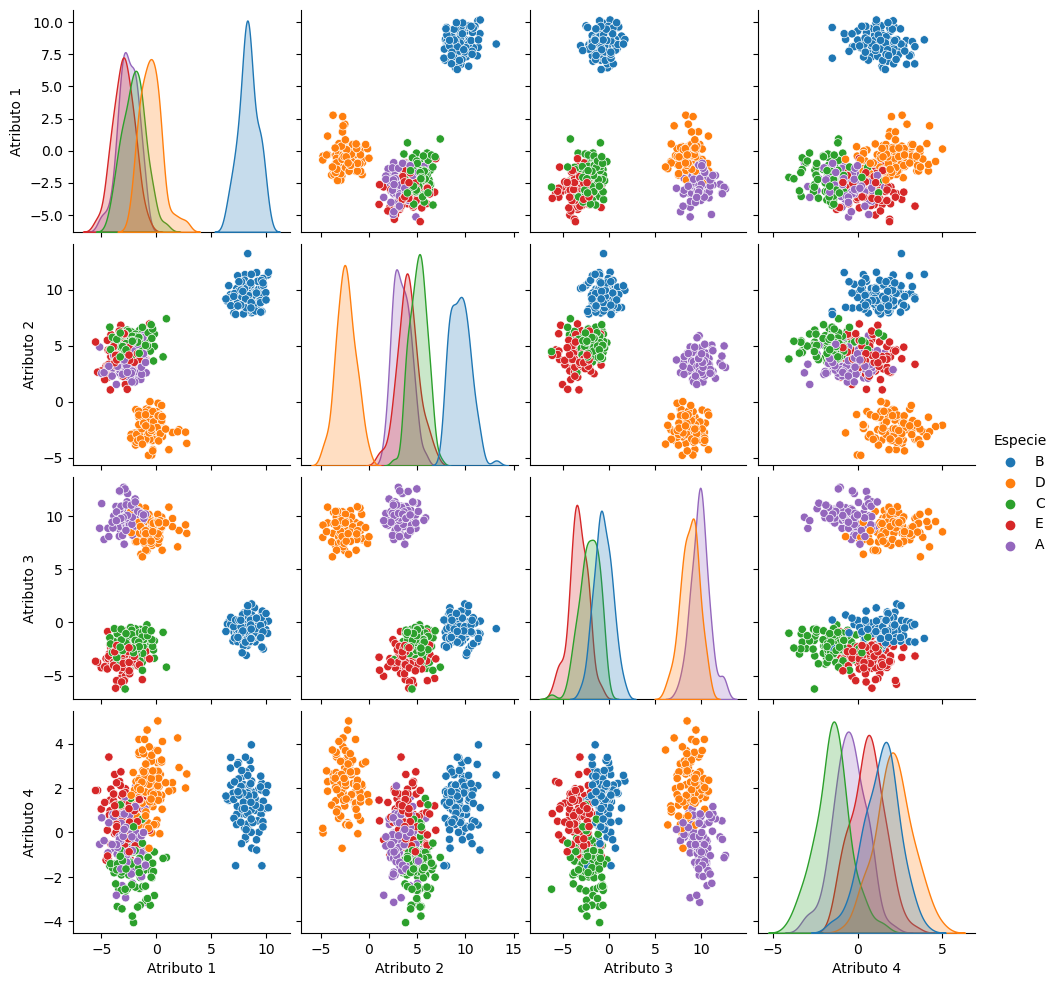 Atributo 1
10.0
7.5
5.0
2.5
0.0
−2.5
−5.0
Atributo 2
10
5
0
−5
Atributo 3
10
5
0
−5
Atributo 4
4
2
0
−2
−4
−5 0 5 10
−5 0 5 10 15
−5 0 5 10
−5 0 5
Atributo 1
Atributo 2
Atributo 3
Atributo 4
Especie
B
D
C
E
A